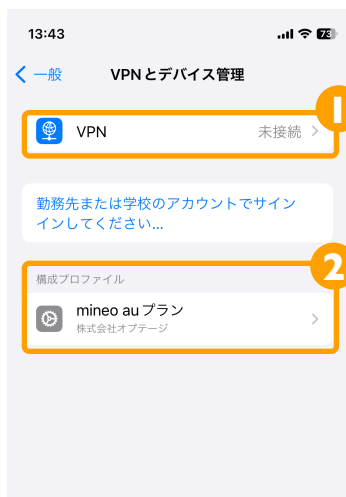 13:43
73
一般
VPNとデバイス管理
1
VPN
未接続
勤務先または学校のアカウントでサイン
インしてください...
2
構成プロファイル
mineo auプラン
株式会社オプテージ